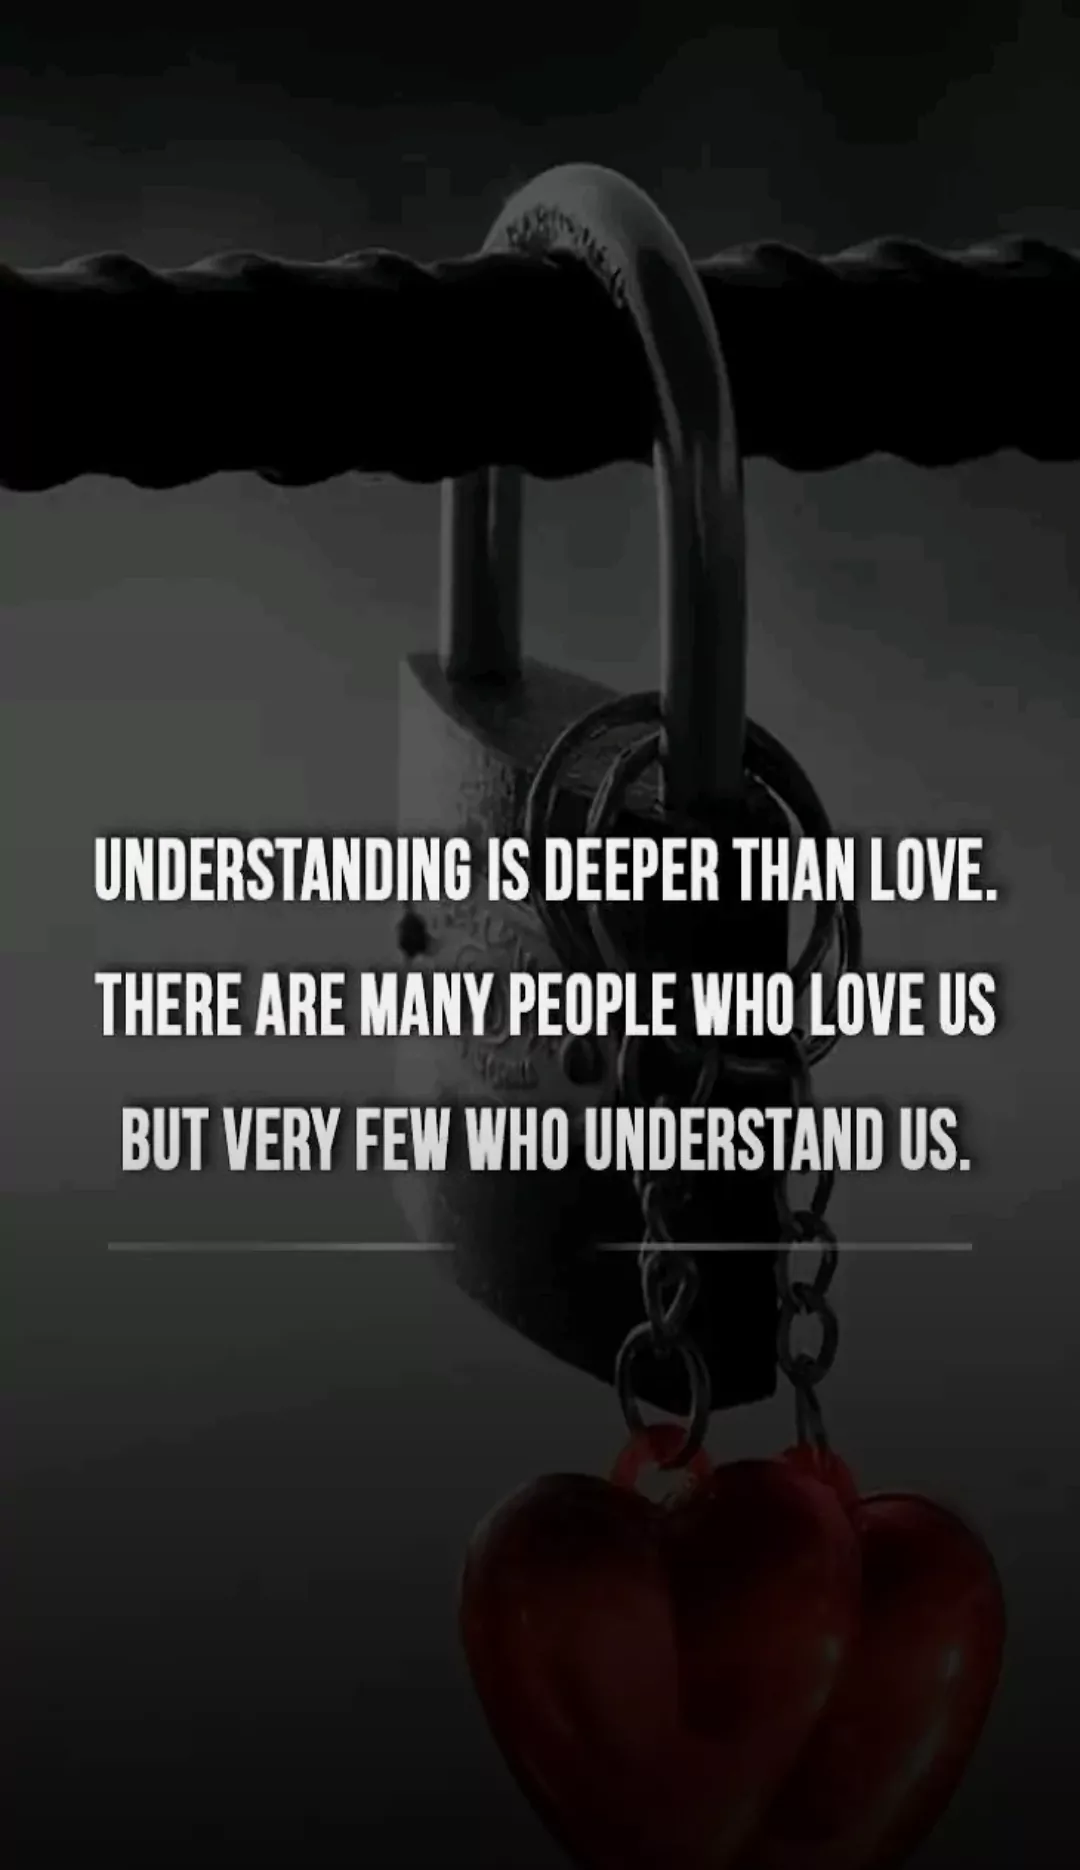 UNDERSTANDING IS DEEPER THAN LOVE.
THERE ARE MANY PEOPLE WHO LOVE US
BUT VERY FEW WHO UNDERSTAND US.